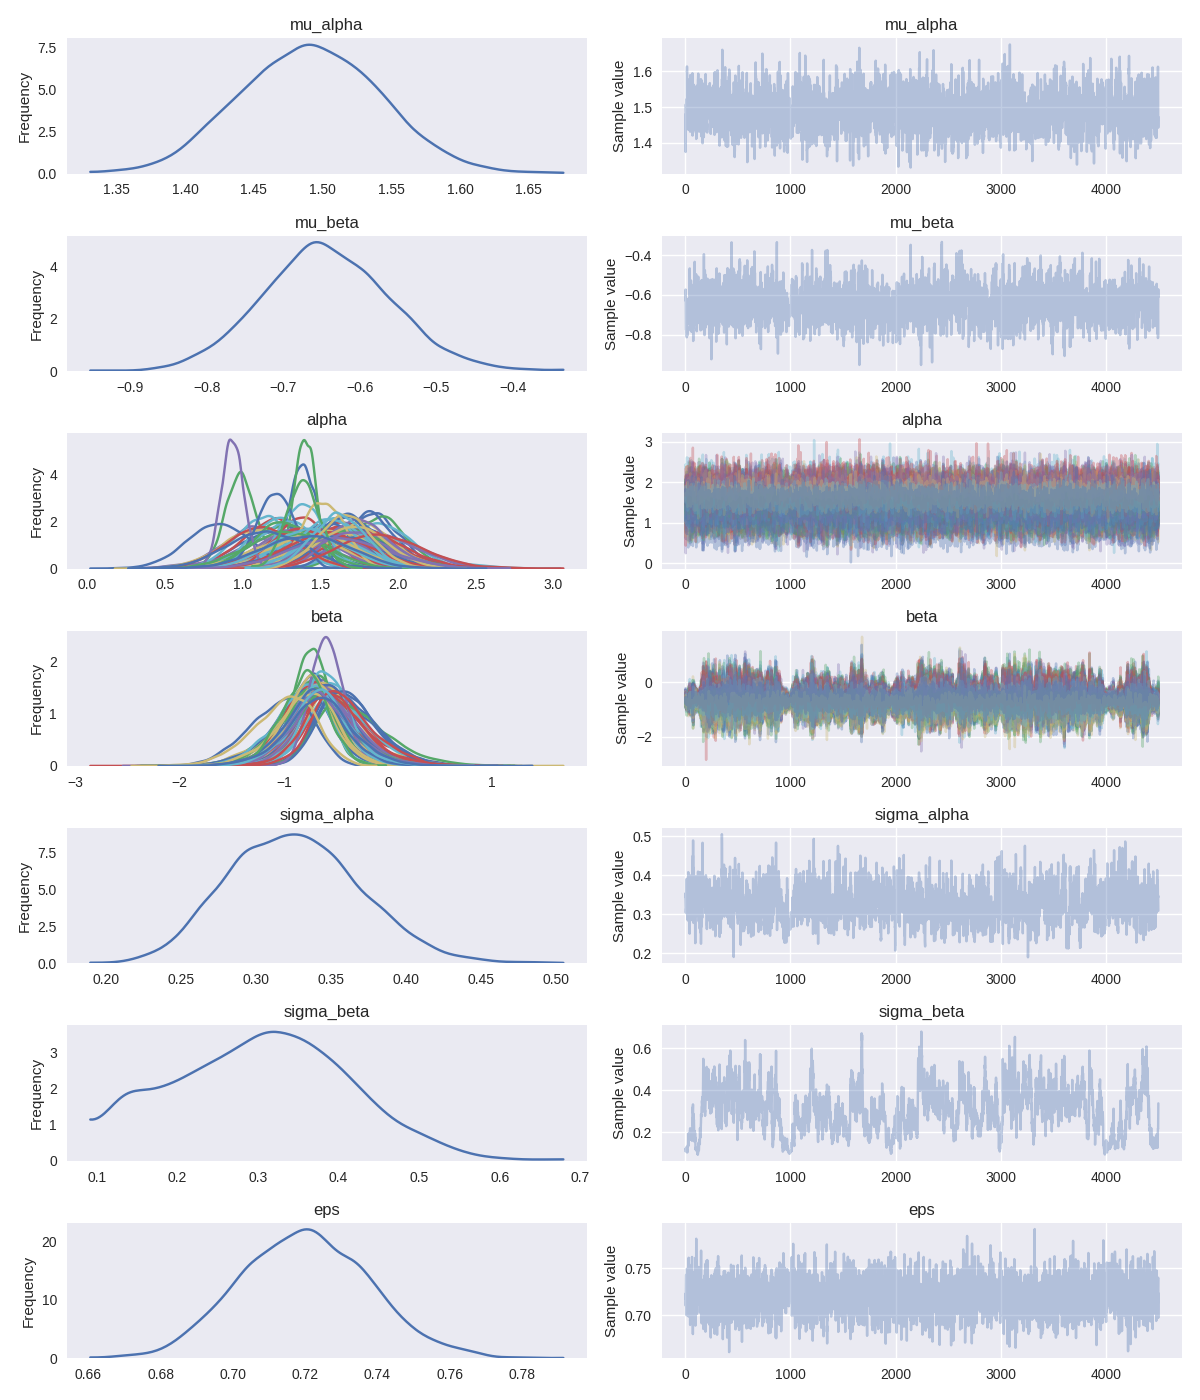 mu_alpha
Frequency
7.5
5.0
2.5
0.0
1.35 1.40 1.45 1.50 1.55 1.60 1.65
mu_alpha
Sample value
1.6
1.5
1.4
0 1000 2000 3000 4000
mu_beta
Frequency
4
2
0
−0.9 −0.8 −0.7 −0.6 −0.5 −0.4
mu_beta
Sample value
−0.4
−0.6
−0.8
0 1000 2000 3000 4000
alpha
Frequency
4
2
0
0.0 0.5 1.0 1.5 2.0 2.5 3.0
alpha
Sample value
3
2
1
0
0 1000 2000 3000 4000
beta
Frequency
2
1
0
−3 −2 −1 0 1
beta
Sample value
0
−2
0 1000 2000 3000 4000
sigma_alpha
Frequency
7.5
5.0
2.5
0.0
0.20 0.25 0.30 0.35 0.40 0.45 0.50
sigma_alpha
Sample value
0.5
0.4
0.3
0.2
0 1000 2000 3000 4000
sigma_beta
Frequency
3
2
1
0
0.1 0.2 0.3 0.4 0.5 0.6 0.7
sigma_beta
Sample value
0.6
0.4
0.2
0 1000 2000 3000 4000
eps
Frequency
20
10
0
0.66 0.68 0.70 0.72 0.74 0.76 0.78
eps
Sample value
0.75
0.70
0 1000 2000 3000 4000